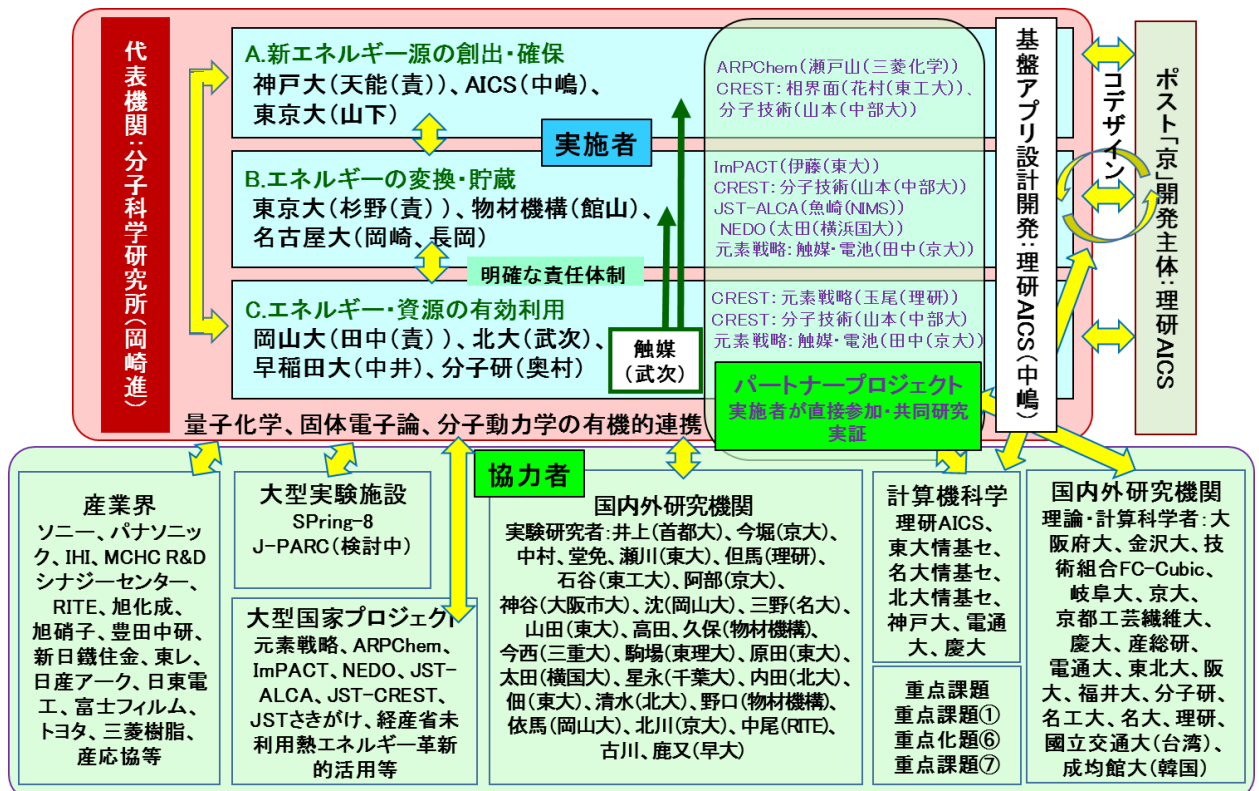 代表機関:分子科学研究所(岡崎進)
A.新エネルギー源の創出・確保
神戸大(天能(責))、AICS(中嶋)、
東京大(山下)
実施者
B.エネルギーの変換・貯蔵
東京大(杉野(責))、物材機構(館山)、
名古屋大(岡崎、長岡)
明確な責任体制
C.エネルギー・資源の有効利用
岡山大(田中(責))、北大(武次)、
早稲田大(中井)、分子研(奥村)
触媒
(武次)
ARPChem(瀬戸山(三菱化学))
CREST:相界面(花村(東工大))、
分子技術(山本(中部大))
ImPACT(伊藤(東大))
CREST:分子技術(山本(中部大))
JST-ALCA(魚崎(NIMS))
NEDO(太田(横浜国大))
元素戦略:触媒・電池(田中(京大))
CREST:元素戦略(玉尾(理研))
CREST:分子技術(山本(中部大)
元素戦略:触媒・電池(田中(京大))
パートナープロジェクト
実施者が直接参加・共同研究
実証
基盤アプリ設計開発:理研AICS(中嶋)
コデザイン
ポスト「京」開発主体:理研AICS
量子化学、固体電子論、分子動力学の有機的連携
協力者
産業界
ソニー、パナソニッ
ク、IHI、MCHC R&D
シナジーセンター、
RITE、旭化成、
旭硝子、豊田中研、
新日鐵住金、東レ、
日産アーク、日東電
工、富士フィルム、
トヨタ、三菱樹脂、
産応協等
大型実験施設
SPring-8
J-PARC(検討中)
大型国家プロジェクト
元素戦略、ARPChem、
ImPACT、NEDO、JST-
ALCA、JST-CREST、
JSTさきがけ、経産省未
利用熱エネルギー革新
的活用等
国内外研究機関
実験研究者:井上(首都大)、今堀(京大)、
中村、堂免、瀬川(東大)、但馬(理研)、
石谷(東工大)、阿部(京大)、
神谷(大阪市大)、沈(岡山大)、三野(名大)、
山田(東大)、高田、久保(物材機構)、
今西(三重大)、駒場(東理大)、原田(東大)、
太田(横国大)、星永(千葉大)、内田(北大)、
佃(東大)、清水(北大)、野口(物材機構)、
依馬(岡山大)、北川(京大)、中尾(RITE)、
古川、鹿又(早大)
計算機科学
理研AICS、
東大情基セ、
名大情基セ、
北大情基セ、
神戸大、電通
大、慶大
重点課題
重点課題①
重点化題⑥
重点課題⑦
国内外研究機関
理論・計算科学者:大
阪府大、金沢大、技
術組合FC-Cubic、
岐阜大、京大、
京都工芸繊維大、
慶大、産総研、
電通大、東北大、阪
大、福井大、分子研、
名工大、名大、理研、
國立交通大(台湾)、
成均館大(韓国)